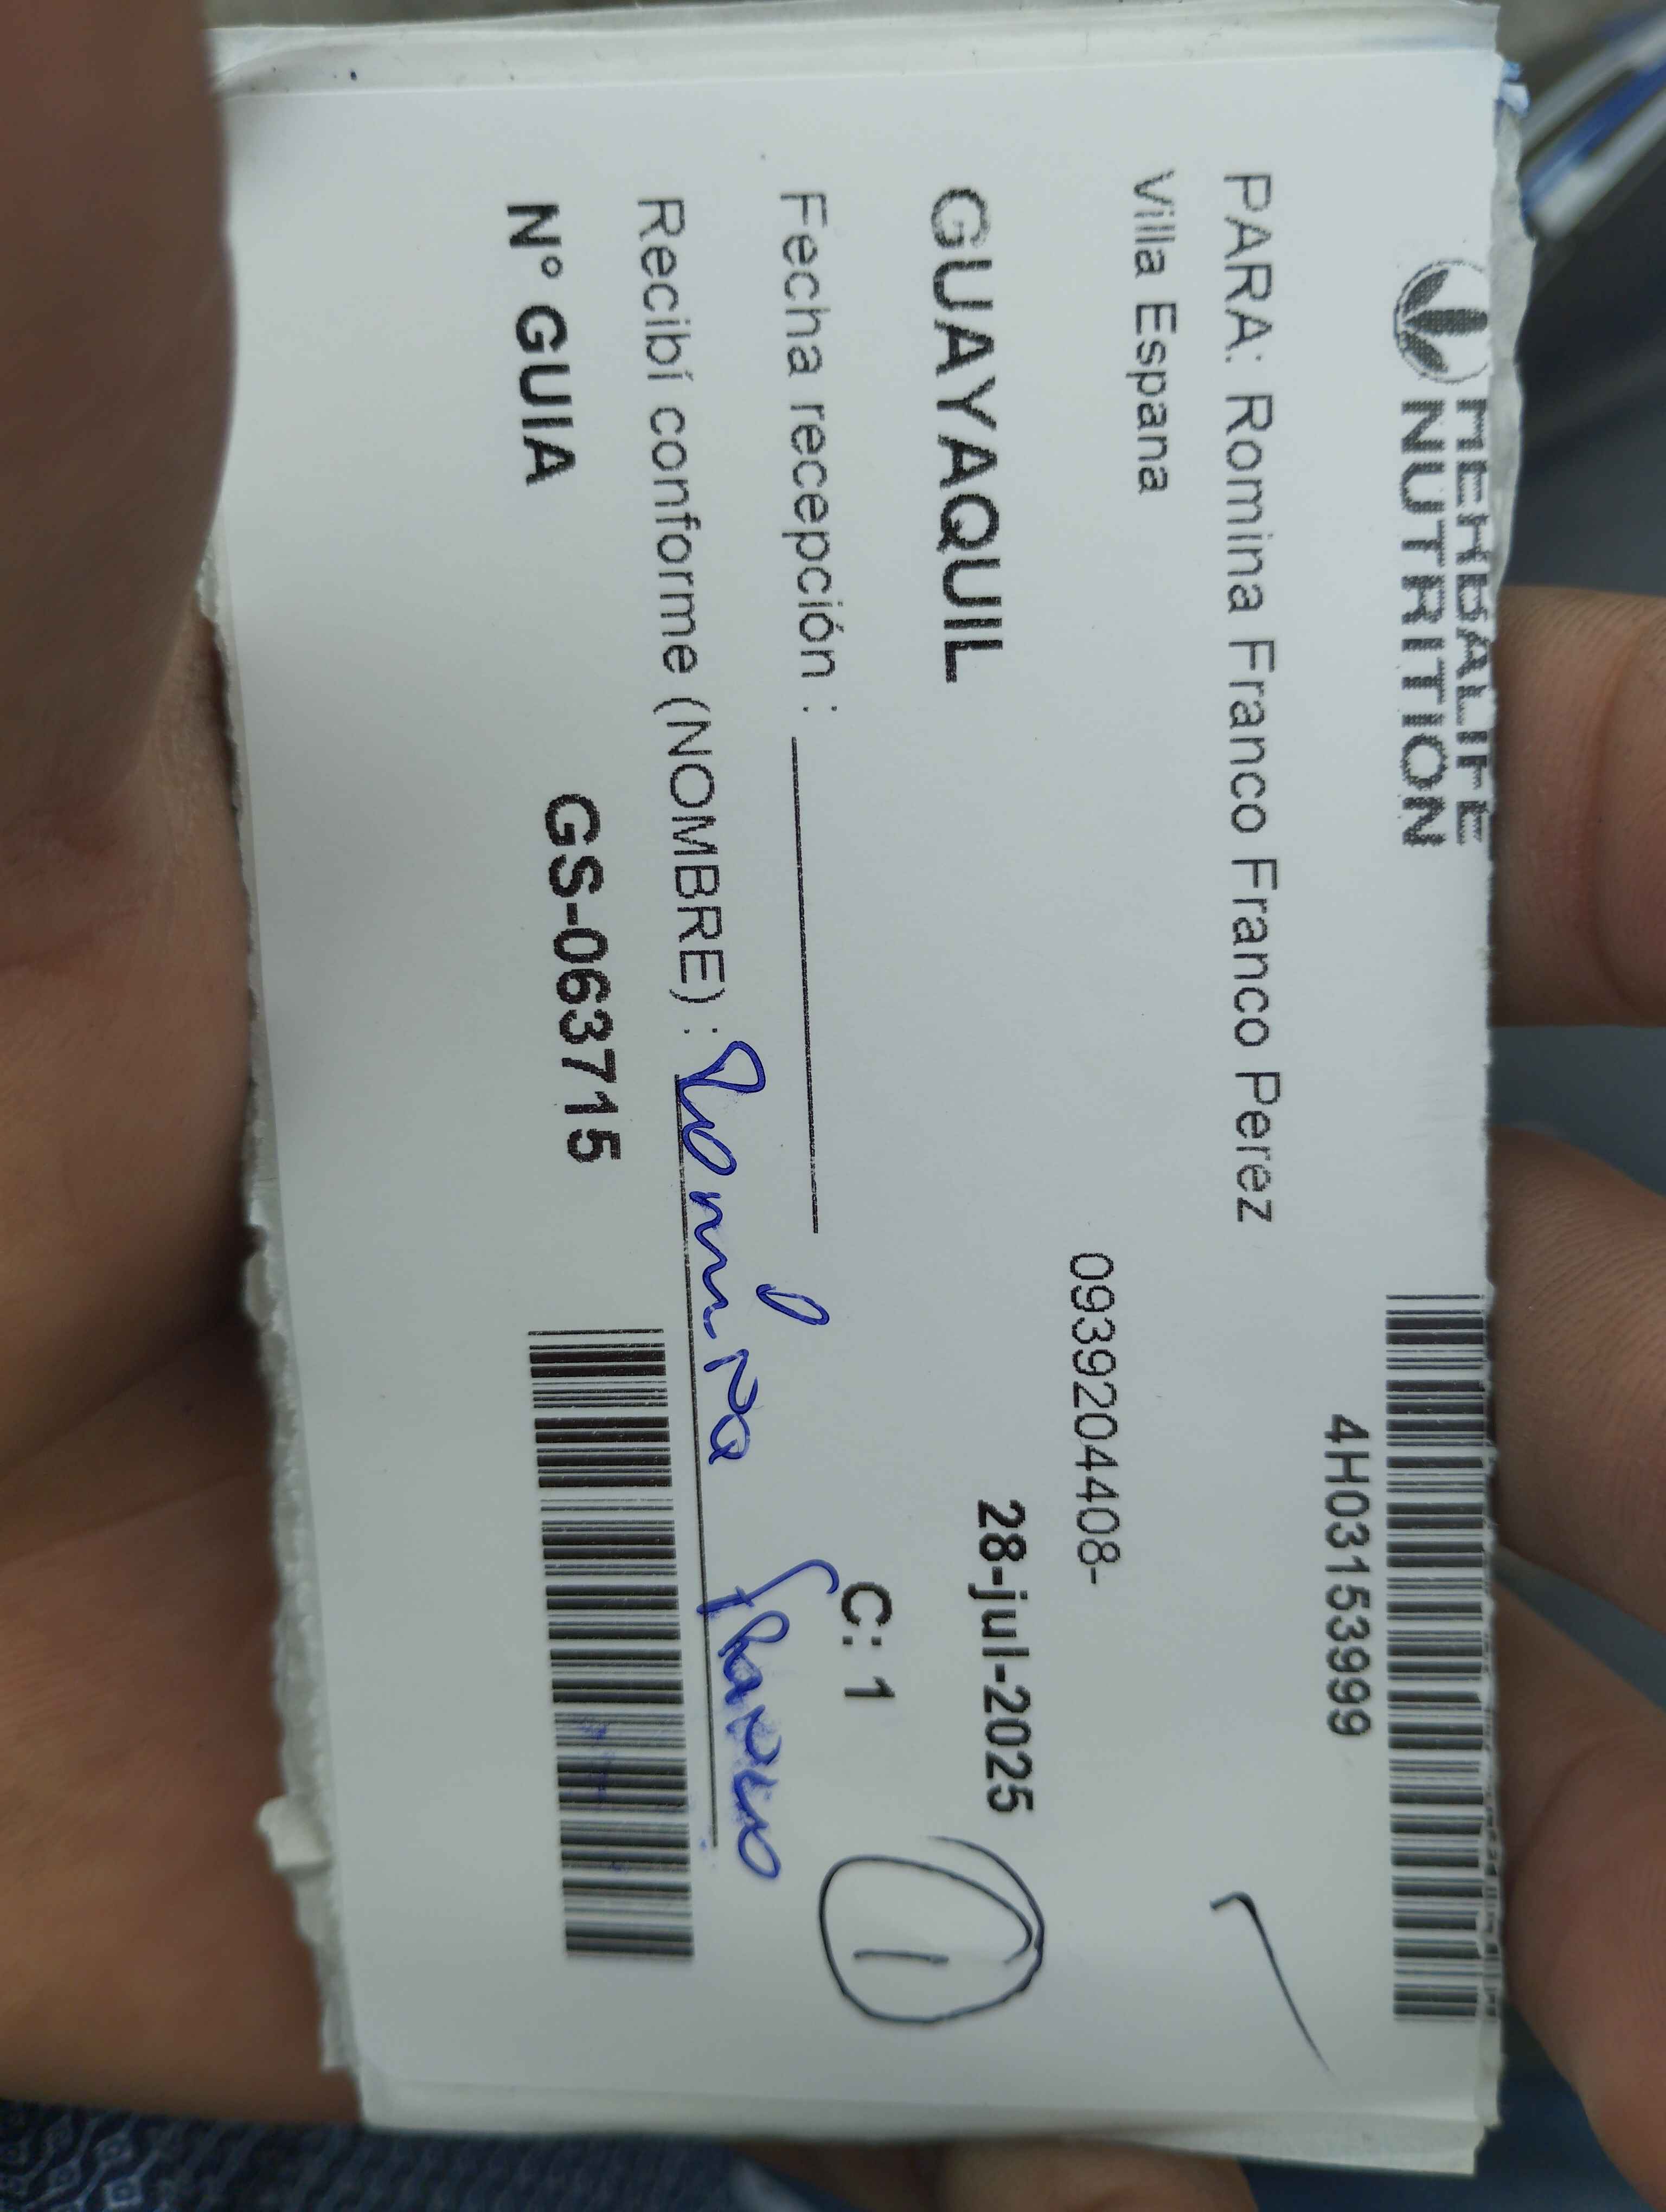 HERBALIFE
NUTRITION
4H03153999
PARA: Romina Franco Franco Perez
Villa Espana
0939204408-
GUAYAQUIL 28-jul-2025
C: 1 1
Fecha recepción :
Recibí conforme (NOMBRE) : Romina Franco
N° GUIA GS-063715